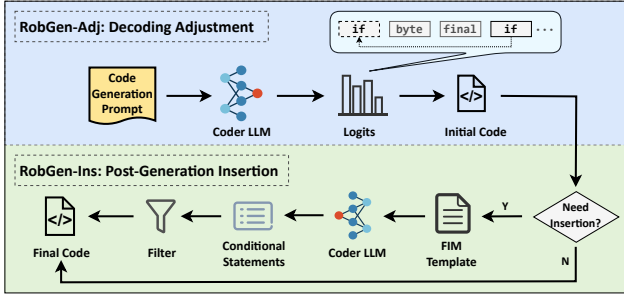 RobGen-Adj: Decoding Adjustment
if
byte
final
if
...
Code
Generation
Prompt
Coder LLM
Logits
</>
Initial Code
RobGen-Ins: Post-Generation Insertion
</>
Final Code
Filter
Conditional
Statements
Coder LLM
FIM
Template
Y
Need
Insertion?
N